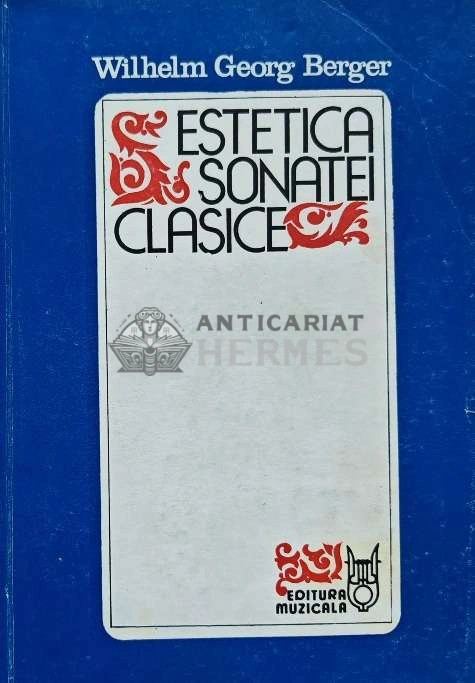 Wilhelm Georg Berger
ESTETICA
SONATEI
CLASICE
ANTICARIAT
HERMES
EDITURA
MUZICALA